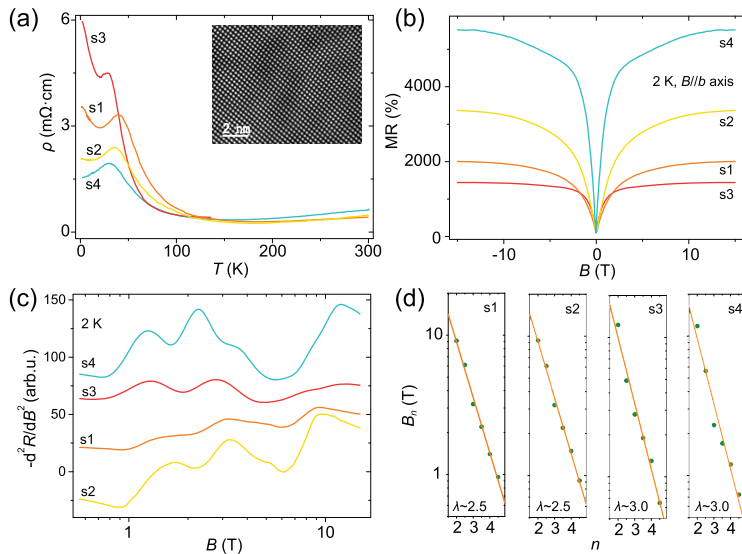 (a)
6
3
0
ρ (mΩ·cm)
s3
s1
s2
s4
2 nm
0
100
200
300
T (K)
(b)
4000
2000
0
MR (%)
s4
2 K, B//b axis
s2
s1
s3
-10
0
10
B (T)
(c)
150
100
50
0
-d²R/dB² (arb.u.)
2 K
s4
s3
s1
s2
1
10
B (T)
(d)
10
1
Bn (T)
s1
s2
s3
s4
λ~2.5
λ~2.5
λ~3.0
λ~3.0
2 3 4
2 3 4
2 3 4
2 3 4
n